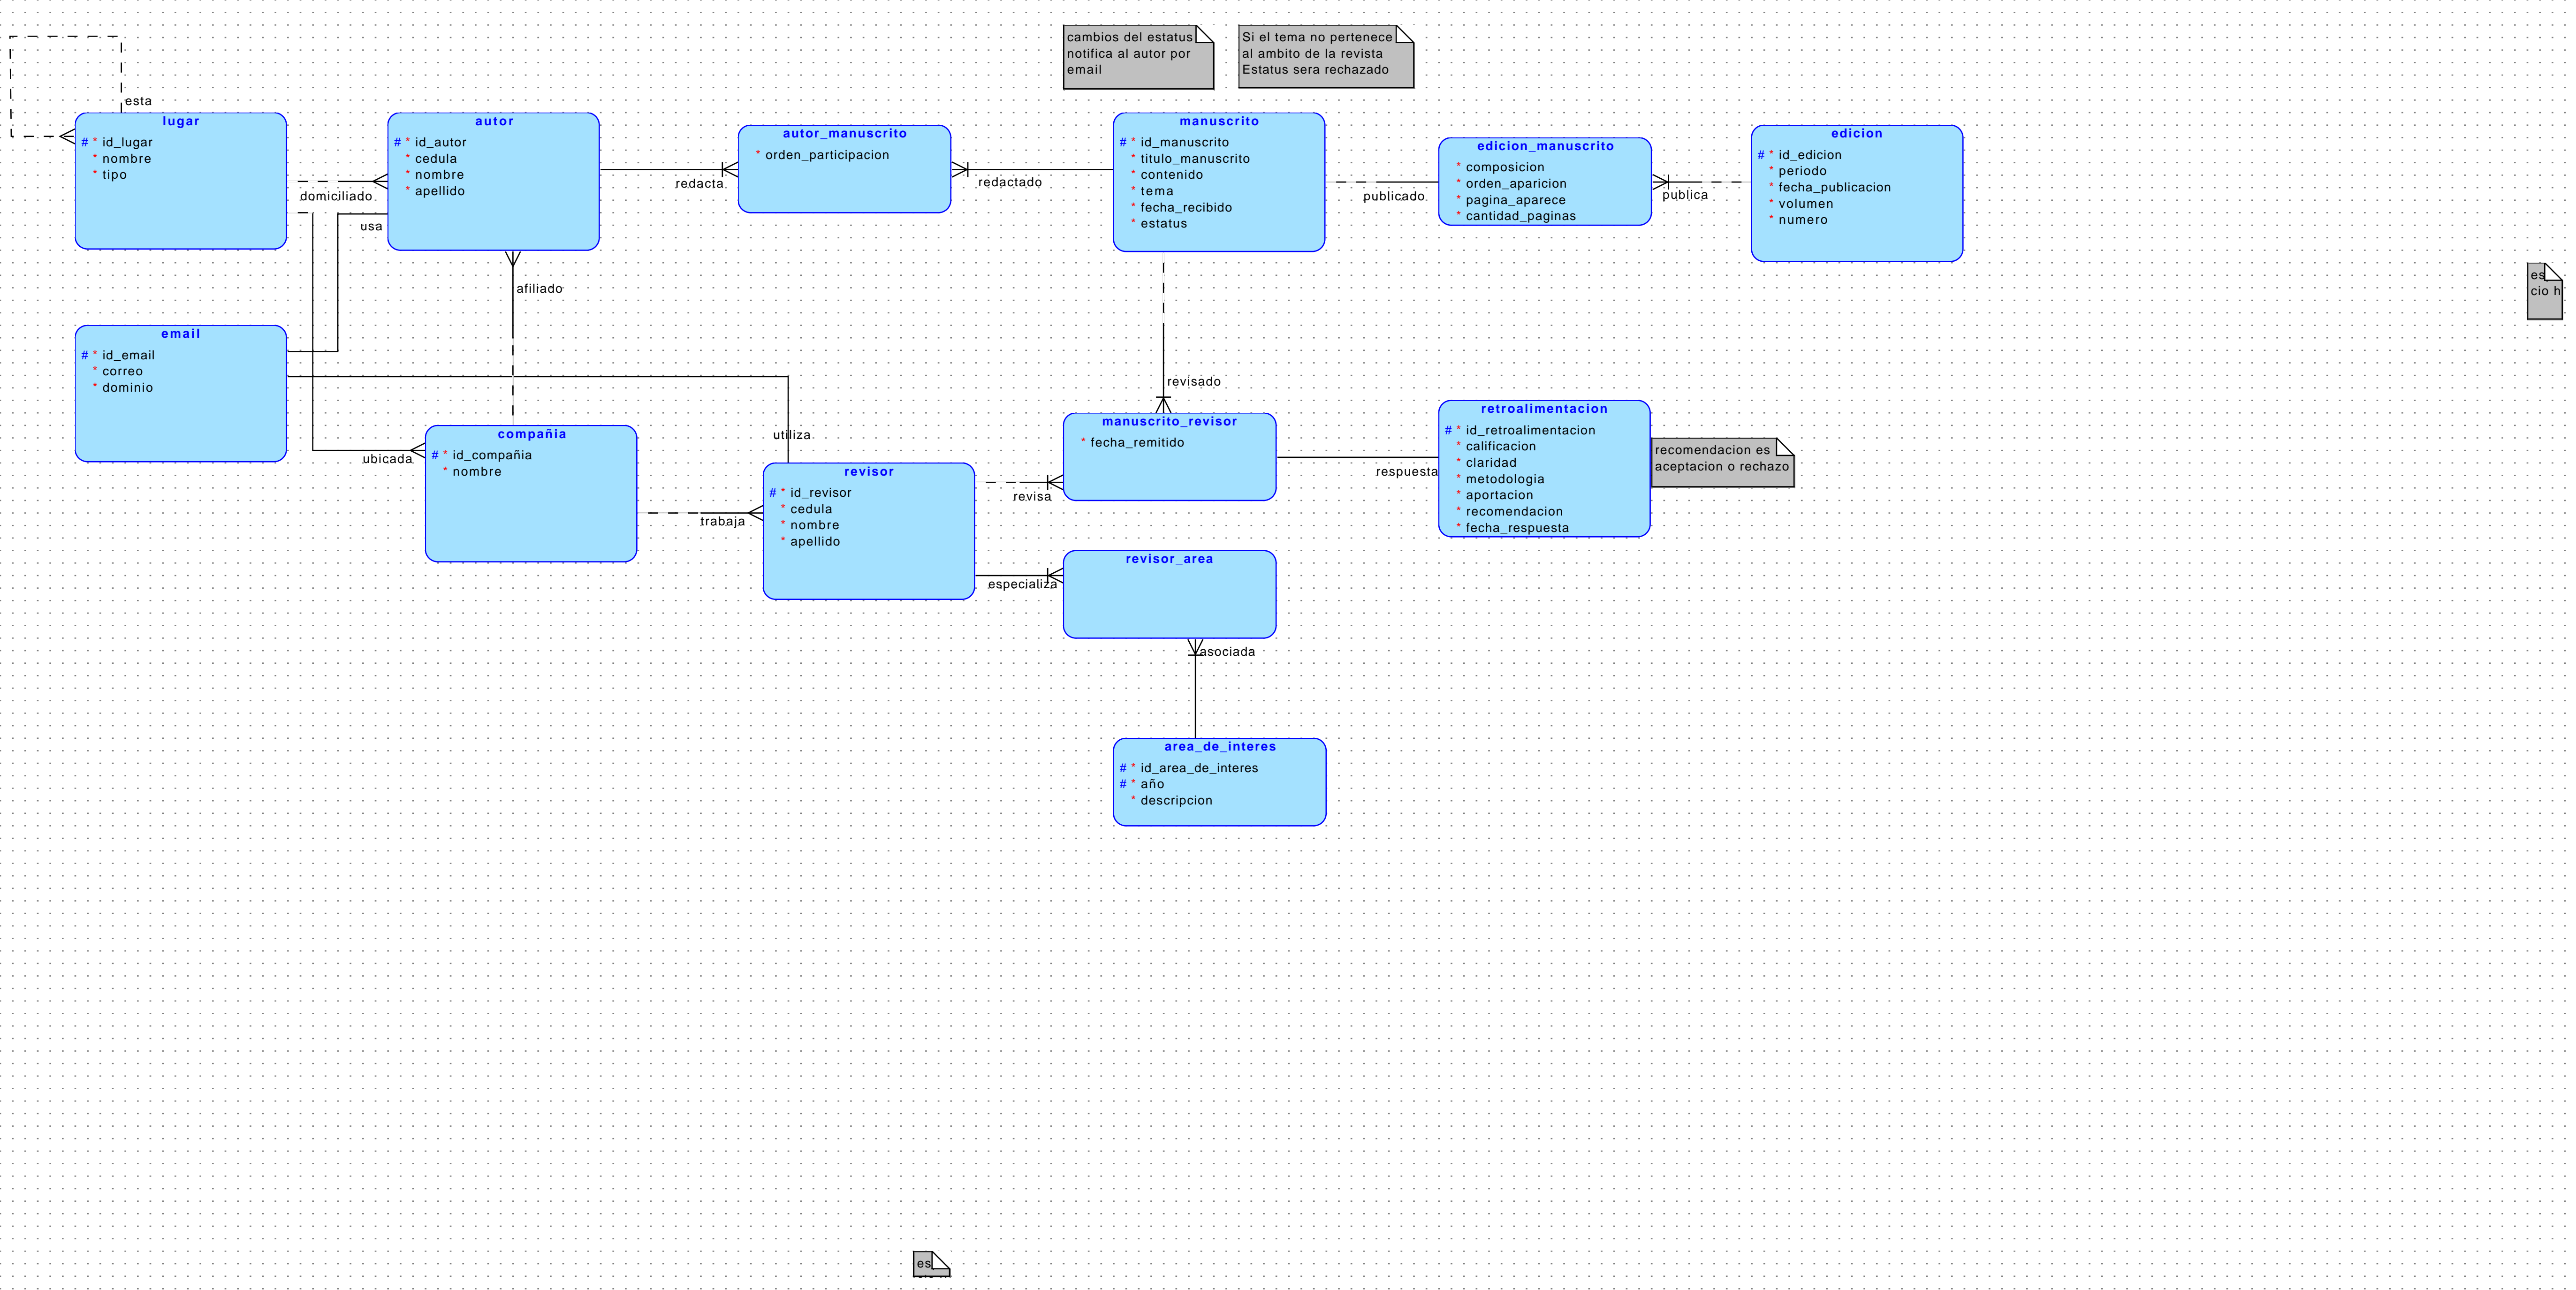 cambios del estatus
notifica al autor por
email
Si el tema no pertenece
al ambito de la revista
Estatus sera rechazado
esta
lugar
# * id_lugar
* nombre
* tipo
domiciliado
autor
# * id_autor
* cedula
* nombre
* apellido
usa
redacta
autor_manuscrito
* orden_participacion
redactado
manuscrito
# * id_manuscrito
* titulo_manuscrito
* contenido
* tema
* fecha_recibido
* estatus
publicado
edicion_manuscrito
* composicion
* orden_aparicion
* pagina_aparece
* cantidad_paginas
publica
edicion
# * id_edicion
* periodo
* fecha_publicacion
* volumen
* numero
es
cio h
afiliado
email
# * id_email
* correo
* dominio
revisado
utiliza
ubicada
compañia
# * id_compañia
* nombre
trabaja
revisor
# * id_revisor
* cedula
* nombre
* apellido
revisa
manuscrito_revisor
* fecha_remitido
respuesta
retroalimentacion
# * id_retroalimentacion
* calificacion
* claridad
* metodologia
* aportacion
* recomendacion
* fecha_respuesta
recomendacion es
aceptacion o rechazo
especializa
revisor_area
asociada
area_de_interes
# * id_area_de_interes
# * año
* descripcion
es